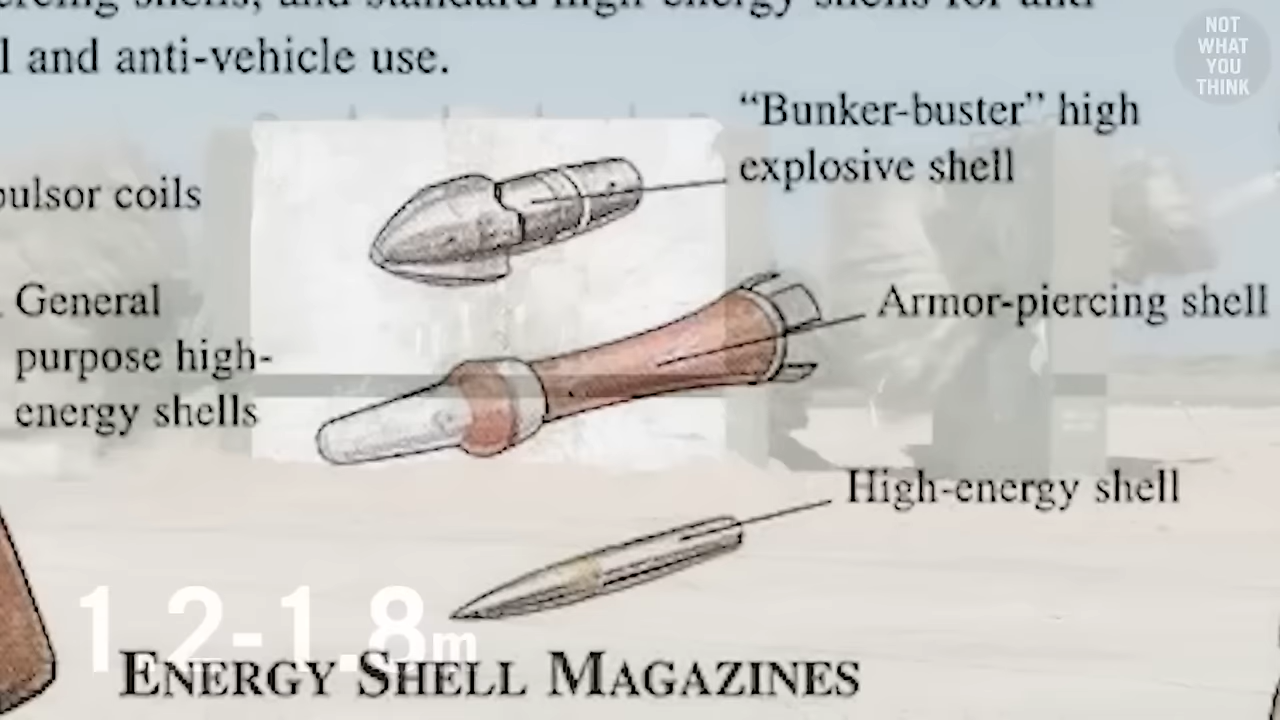 ercing shells, and standard high-energy shells for anti-
l and anti-vehicle use.
NOT
WHAT
YOU
THINK
"Bunker-buster" high
explosive shell
pulsor coils
General
purpose high-
energy shells
Armor-piercing shell
High-energy shell
1.2-1.8m
ENERGY SHELL MAGAZINES